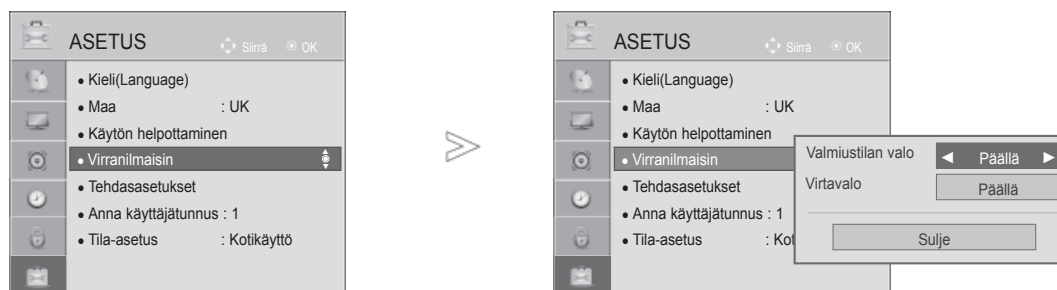 ASETUS Siirrä OK
• Kieli(Language)
• Maa : UK
• Käytön helpottaminen
• Virranilmaisin
• Tehdasasetukset
• Anna käyttäjätunnus : 1
• Tila-asetus : Kotikäyttö
ASETUS Siirrä OK
• Kieli(Language)
• Maa : UK
• Käytön helpottaminen
• Virranilmaisin
• Tehdasasetukset
• Anna käyttäjätunnus : 1
• Tila-asetus : Kot
Valmiustilan valo ◀ Päällä ▶
Virtavalo Päällä
Sulje